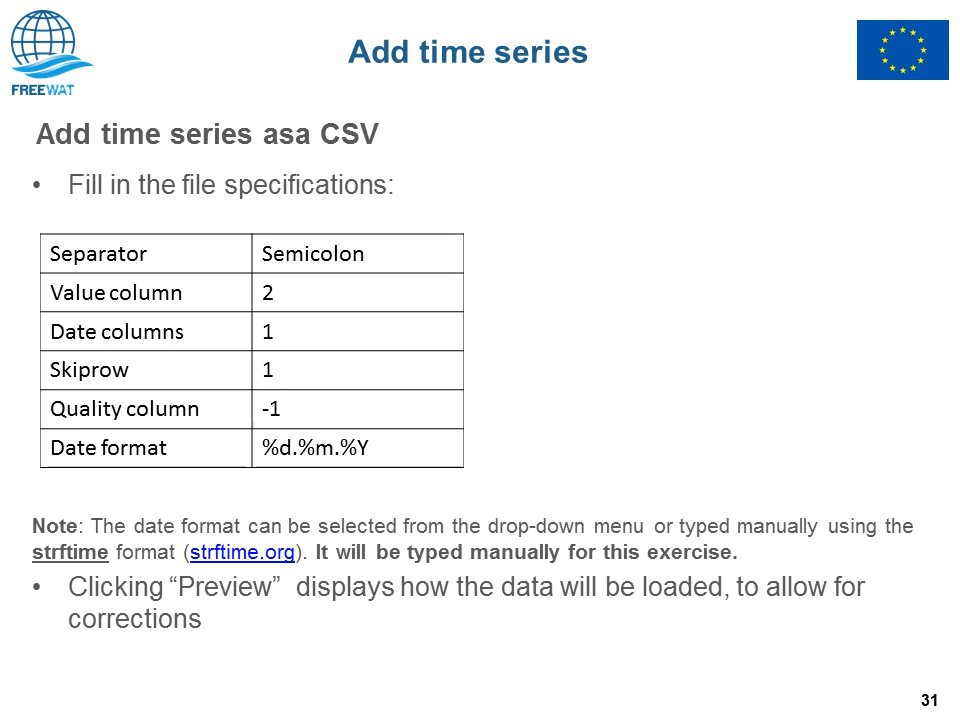 Add time series
FREEWAT
Add time series asa CSV
• Fill in the file specifications:
Separator Semicolon
Value column 2
Date columns 1
Skiprow 1
Quality column -1
Date format %d.%m.%Y
Note: The date format can be selected from the drop-down menu or typed manually using the
strftime format (strftime.org). It will be typed manually for this exercise.
• Clicking “Preview” displays how the data will be loaded, to allow for
corrections
31